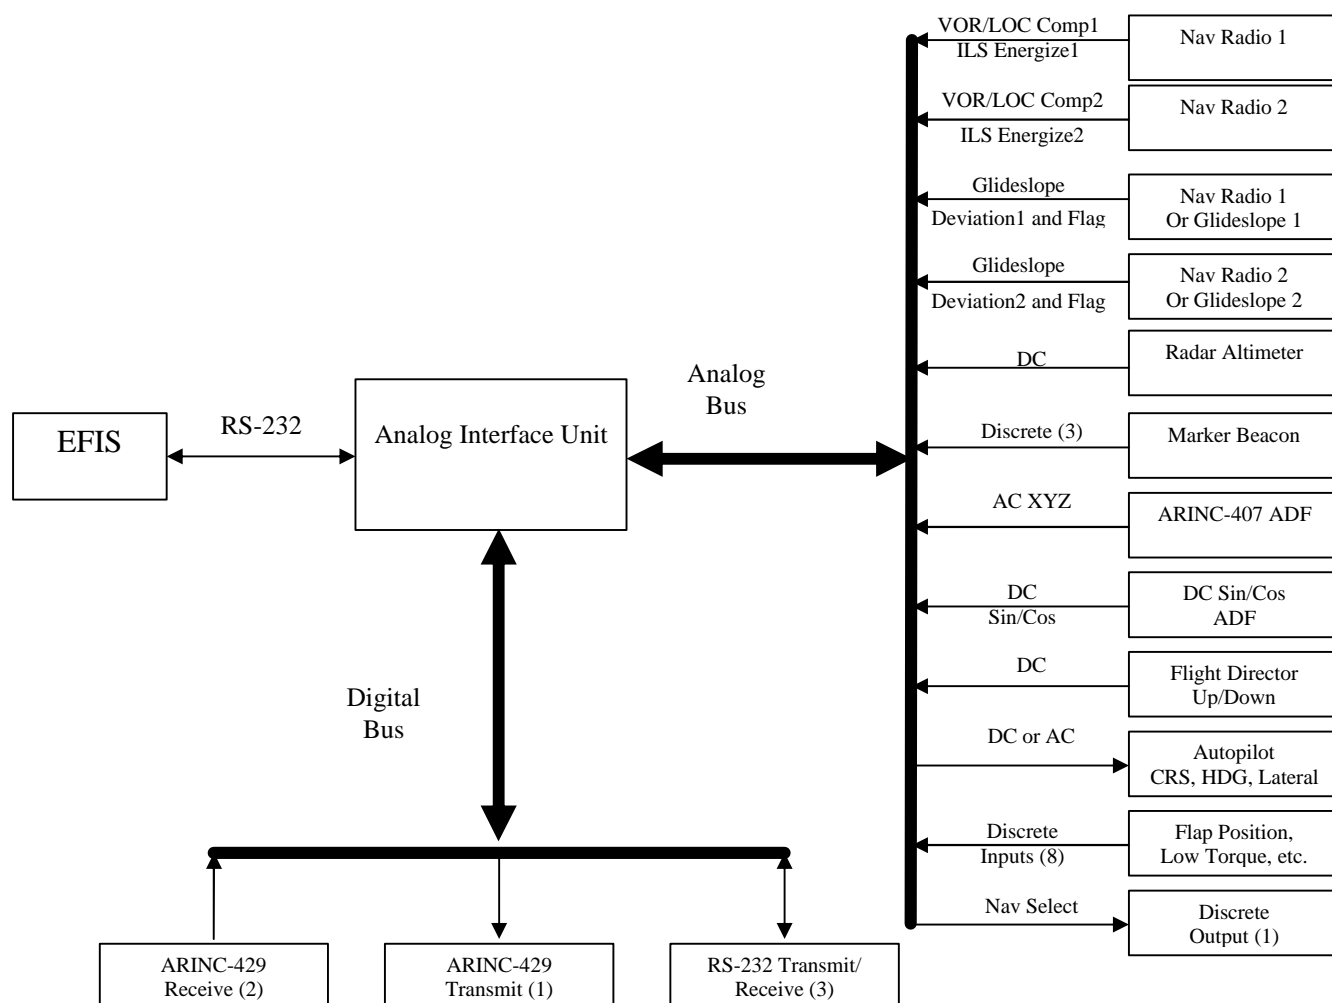 VOR/LOC Comp1
ILS Energize1
Nav Radio 1
VOR/LOC Comp2
ILS Energize2
Nav Radio 2
Glideslope
Deviation1 and Flag
Nav Radio 1
Or Glideslope 1
Glideslope
Deviation2 and Flag
Nav Radio 2
Or Glideslope 2
DC
Radar Altimeter
EFIS
RS-232
Analog Interface Unit
Analog
Bus
Discrete (3)
Marker Beacon
AC XYZ
ARINC-407 ADF
DC
Sin/Cos
DC Sin/Cos
ADF
DC
Flight Director
Up/Down
Digital
Bus
DC or AC
Autopilot
CRS, HDG, Lateral
Discrete
Inputs (8)
Flap Position,
Low Torque, etc.
Nav Select
Discrete
Output (1)
ARINC-429
Receive (2)
ARINC-429
Transmit (1)
RS-232 Transmit/
Receive (3)